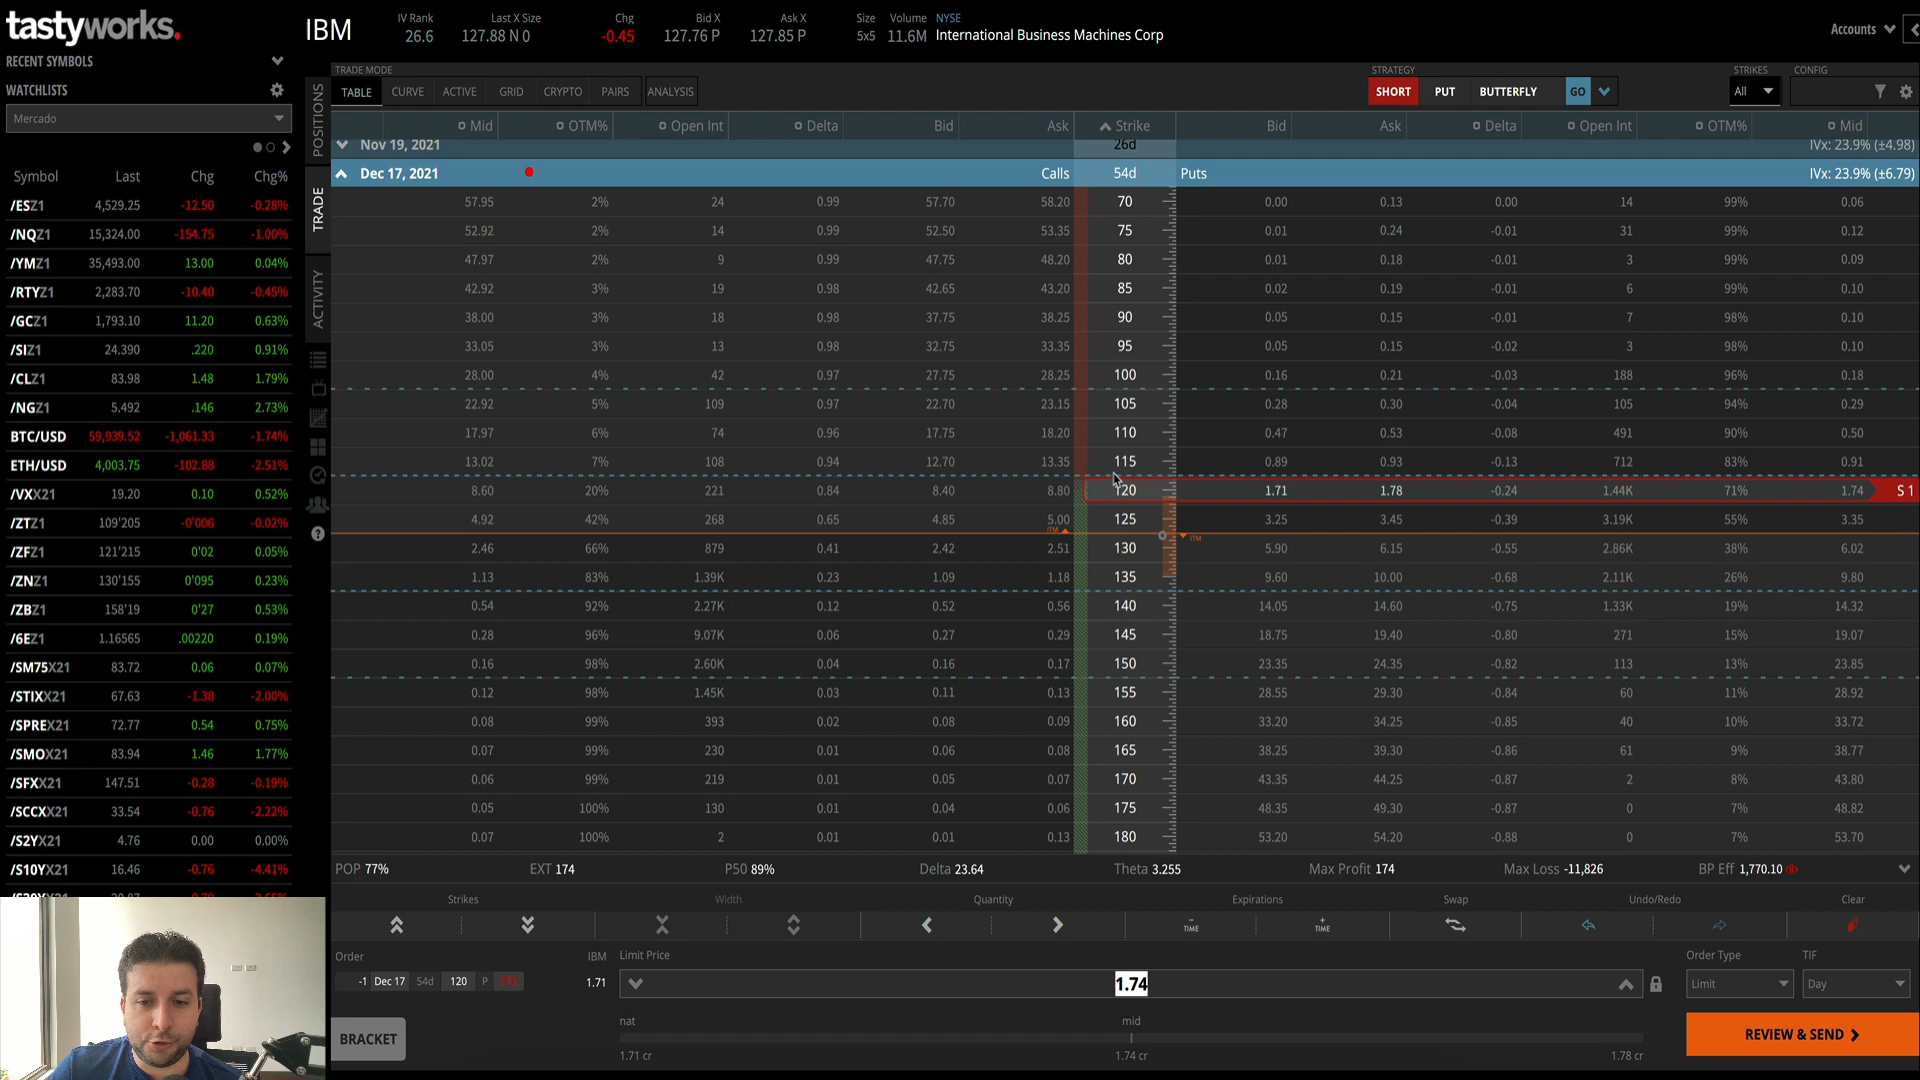 tastyworks.
RECENT SYMBOLS
WATCHLISTS
Mercado
Symbol Last Chg Chg%
/ESZ1 4,529.25 -12.50 -0.28%
/NQZ1 15,324.00 -154.75 -1.00%
/YMZ1 35,493.00 13.00 0.04%
/RTYZ1 2,283.70 -10.40 -0.45%
/GCZ1 1,793.10 11.20 0.63%
/SIZ1 24.390 .220 0.91%
/CLZ1 83.98 1.48 1.79%
/NGZ1 5.492 .146 2.73%
BTC/USD 59,939.52 -1,061.33 -1.74%
ETH/USD 4,003.75 -102.88 -2.51%
/VXX21 19.20 0.10 0.52%
/ZTZ1 109'205 -0'006 -0.02%
/ZFZ1 121'215 0'02 0.05%
/ZNZ1 130'155 0'095 0.23%
/ZBZ1 158'19 0'27 0.53%
/6EZ1 1.16565 .00220 0.19%
/SM75X21 83.72 0.06 0.07%
/STIXX21 67.63 -1.38 -2.00%
/SPREX21 72.77 0.54 0.75%
/SMOX21 83.94 1.46 1.77%
/SFXX21 147.51 -0.28 -0.19%
/SCCXX21 33.54 -0.76 -2.22%
/S2YX21 4.76 0.00 0.00%
/S10YX21 16.46 -0.76 -4.41%
IBM
IV Rank Last X Size Chg Bid X Ask X Size Volume NYSE
26.6 127.88 N 0 -0.45 127.76 P 127.85 P 5x5 11.6M International Business Machines Corp
Accounts
POSITIONS
TRADE
ACTIVITY
TRADE MODE STRATEGY STRIKES CONFIG
TABLE CURVE ACTIVE GRID CRYPTO PAIRS ANALYSIS SHORT PUT BUTTERFLY GO All
Mid OTM% Open Int Delta Bid Ask Strike Bid Ask Delta Open Int OTM% Mid
Nov 19, 2021 26d IVx: 23.9% (±4.98)
Dec 17, 2021 Calls 54d Puts IVx: 23.9% (±6.79)
57.95 2% 24 0.99 57.70 58.20 70 0.00 0.13 0.00 14 99% 0.06
52.92 2% 14 0.99 52.50 53.35 75 0.01 0.24 -0.01 31 99% 0.12
47.97 2% 9 0.99 47.75 48.20 80 0.01 0.18 -0.01 3 99% 0.09
42.92 3% 19 0.98 42.65 43.20 85 0.02 0.19 -0.01 6 99% 0.10
38.00 3% 18 0.98 37.75 38.25 90 0.05 0.15 -0.01 7 98% 0.10
33.05 3% 13 0.98 32.75 33.35 95 0.05 0.15 -0.02 3 98% 0.10
28.00 4% 42 0.97 27.75 28.25 100 0.16 0.21 -0.03 188 96% 0.18
22.92 5% 109 0.97 22.70 23.15 105 0.28 0.30 -0.04 105 94% 0.29
17.97 6% 74 0.96 17.75 18.20 110 0.47 0.53 -0.08 491 90% 0.50
13.02 7% 108 0.94 12.70 13.35 115 0.89 0.93 -0.13 712 83% 0.91
8.60 20% 221 0.84 8.40 8.80 120 1.71 1.78 -0.24 1.44K 71% 1.74 S 1
4.92 42% 268 0.65 4.85 5.00 125 3.25 3.45 -0.39 3.19K 55% 3.35
ITM ITM
2.46 66% 879 0.41 2.42 2.51 130 5.90 6.15 -0.55 2.86K 38% 6.02
1.13 83% 1.39K 0.23 1.09 1.18 135 9.60 10.00 -0.68 2.11K 26% 9.80
0.54 92% 2.27K 0.12 0.52 0.56 140 14.05 14.60 -0.75 1.33K 19% 14.32
0.28 96% 9.07K 0.06 0.27 0.29 145 18.75 19.40 -0.80 271 15% 19.07
0.16 98% 2.60K 0.04 0.16 0.17 150 23.35 24.35 -0.82 113 13% 23.85
0.12 98% 1.45K 0.03 0.11 0.13 155 28.55 29.30 -0.84 60 11% 28.92
0.08 99% 393 0.02 0.08 0.09 160 33.20 34.25 -0.85 40 10% 33.72
0.07 99% 230 0.01 0.06 0.08 165 38.25 39.30 -0.86 61 9% 38.77
0.06 99% 219 0.01 0.05 0.07 170 43.35 44.25 -0.87 2 8% 43.80
0.05 100% 130 0.01 0.04 0.06 175 48.35 49.30 -0.87 0 7% 48.82
0.07 100% 2 0.01 0.01 0.13 180 53.20 54.20 -0.88 0 7% 53.70
POP 77% EXT 174 P50 89% Delta 23.64 Theta 3.255 Max Profit 174 Max Loss -11,826 BP Eff 1,770.10 db
Strikes Width Quantity Expirations Swap Undo/Redo Clear
TIME TIME
Order IBM Limit Price Order Type TIF
-1 Dec 17 54d 120 P 1.71 1.74 Limit Day
nat mid
BRACKET REVIEW & SEND
1.71 cr 1.74 cr 1.78 cr